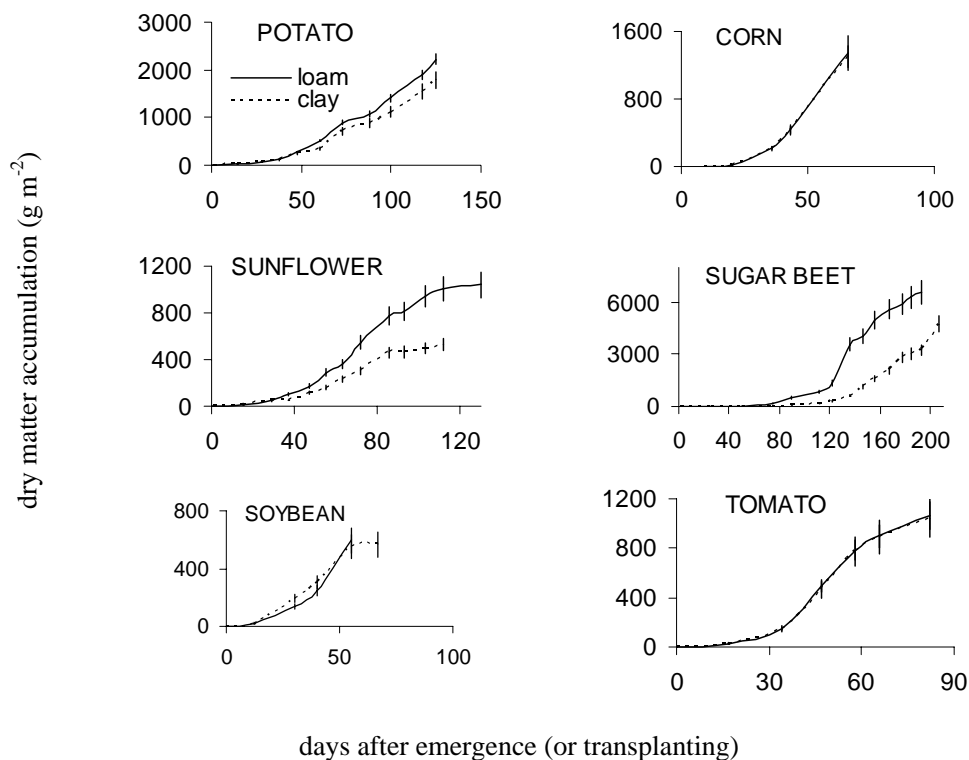 POTATO
loam
clay
3000
2000
1000
0
0 50 100 150
CORN
1600
800
0
0 50 100
SUNFLOWER
1200
800
400
0
0 40 80 120
SUGAR BEET
6000
3000
0
0 40 80 120 160 200
SOYBEAN
800
400
0
0 50 100
TOMATO
1200
800
400
0
0 30 60 90
dry matter accumulation (g m⁻²)
days after emergence (or transplanting)